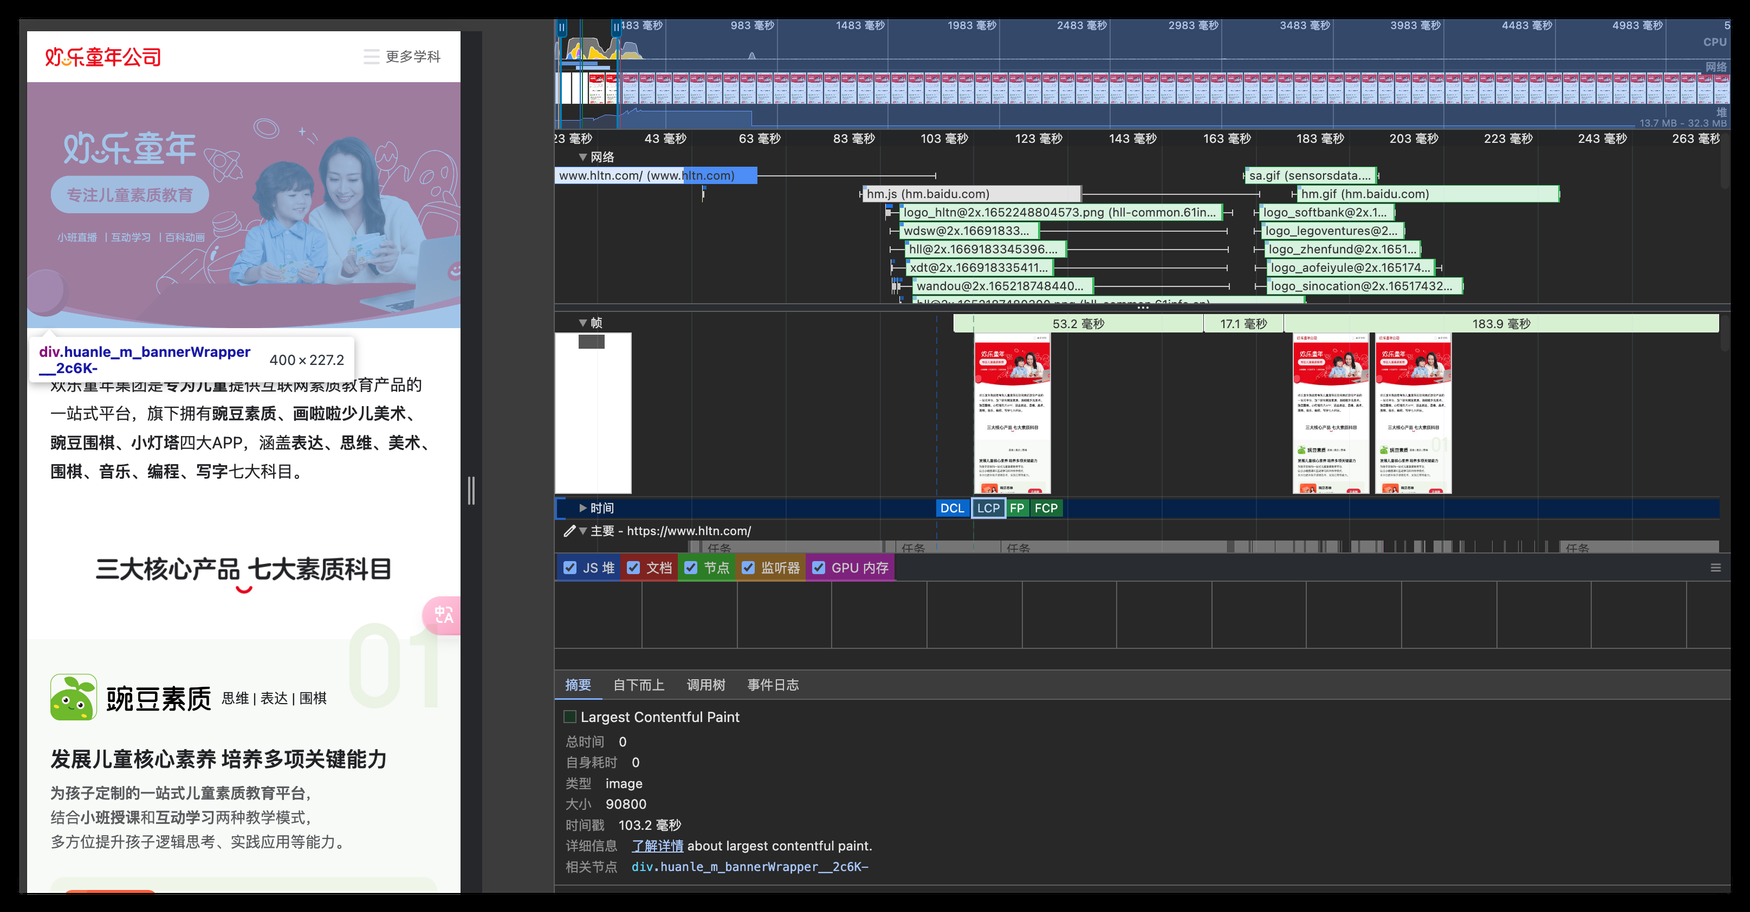 欢乐童年公司
更多学科
欢乐童年
专注儿童素质教育
小班直播 | 互动学习 | 百科动画
div.huanle_m_bannerWrapper
__2c6K-
400×227.2
欢乐童年集团是专为儿童提供互联网素质教育产品的
一站式平台，旗下拥有豌豆素质、画啦啦少儿美术、
豌豆围棋、小灯塔四大APP，涵盖表达、思维、美术、
围棋、音乐、编程、写字七大科目。
三大核心产品 七大素质科目
01
豌豆素质 思维 | 表达 | 围棋
发展儿童核心素养 培养多项关键能力
为孩子定制的一站式儿童素质教育平台，
结合小班授课和互动学习两种教学模式，
多方位提升孩子逻辑思考、实践应用等能力。
483 毫秒 983 毫秒 1483 毫秒 1983 毫秒 2483 毫秒 2983 毫秒 3483 毫秒 3983 毫秒 4483 毫秒 4983 毫秒 5
CPU
网络
堆
13.7 MB – 32.3 MB
23 毫秒 43 毫秒 63 毫秒 83 毫秒 103 毫秒 123 毫秒 143 毫秒 163 毫秒 183 毫秒 203 毫秒 223 毫秒 243 毫秒 263 毫秒
网络
www.hltn.com/ (www.hltn.com)
sa.gif (sensorsdata....
hm.js (hm.baidu.com)
hm.gif (hm.baidu.com)
logo_hltn@2x.1652248804573.png (hll-common.61in...
logo_softbank@2x.1...
wdsw@2x.16691833...
logo_legoventures@2...
hll@2x.1669183345396....
logo_zhenfund@2x.1651...
xdt@2x.166918335411...
logo_aofeiyule@2x.165174...
wandou@2x.165218748440...
logo_sinocation@2x.16517432...
帧
53.2 毫秒 17.1 毫秒 183.9 毫秒
时间
DCL LCP FP FCP
主要 – https://www.hltn.com/
任务 任务 任务 任务
JS 堆 文档 节点 监听器 GPU 内存
摘要 自下而上 调用树 事件日志
Largest Contentful Paint
总时间 0
自身耗时 0
类型 image
大小 90800
时间戳 103.2 毫秒
详细信息 了解详情 about largest contentful paint.
相关节点 div.huanle_m_bannerWrapper__2c6K-